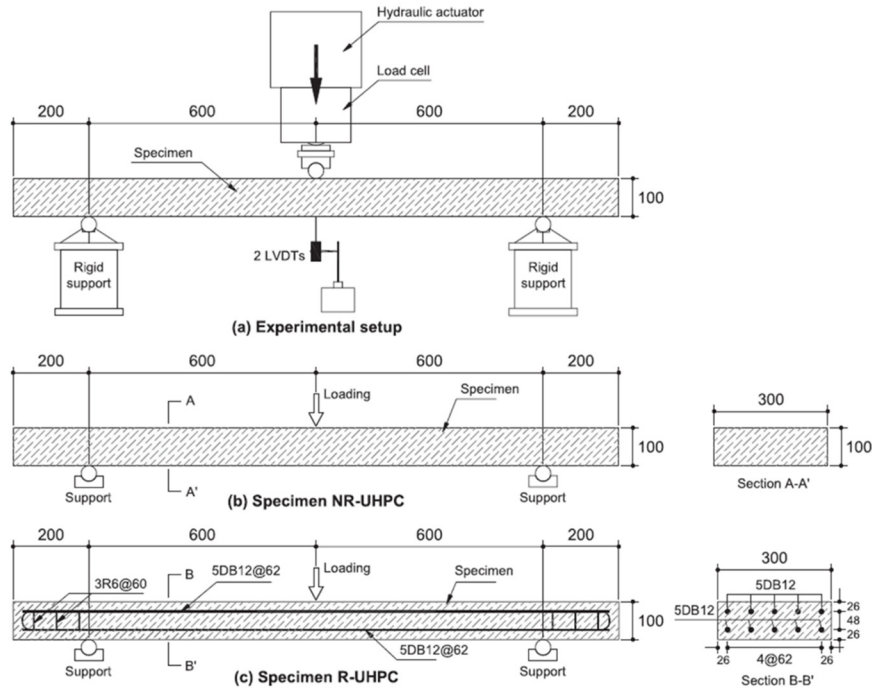 Hydraulic actuator
Load cell
200 600 600 200
Specimen
100
2 LVDTs
Rigid
support
Rigid
support
(a) Experimental setup
200 600 600 200
A
Loading
Specimen
100
Support
A'
Support
(b) Specimen NR-UHPC
300
100
Section A-A'
200 600 600 200
3R6@60
B
5DB12@62
Loading
Specimen
100
5DB12@62
Support
B'
Support
(c) Specimen R-UHPC
300
5DB12
5DB12
26
48
26
26 4@62 26
Section B-B'